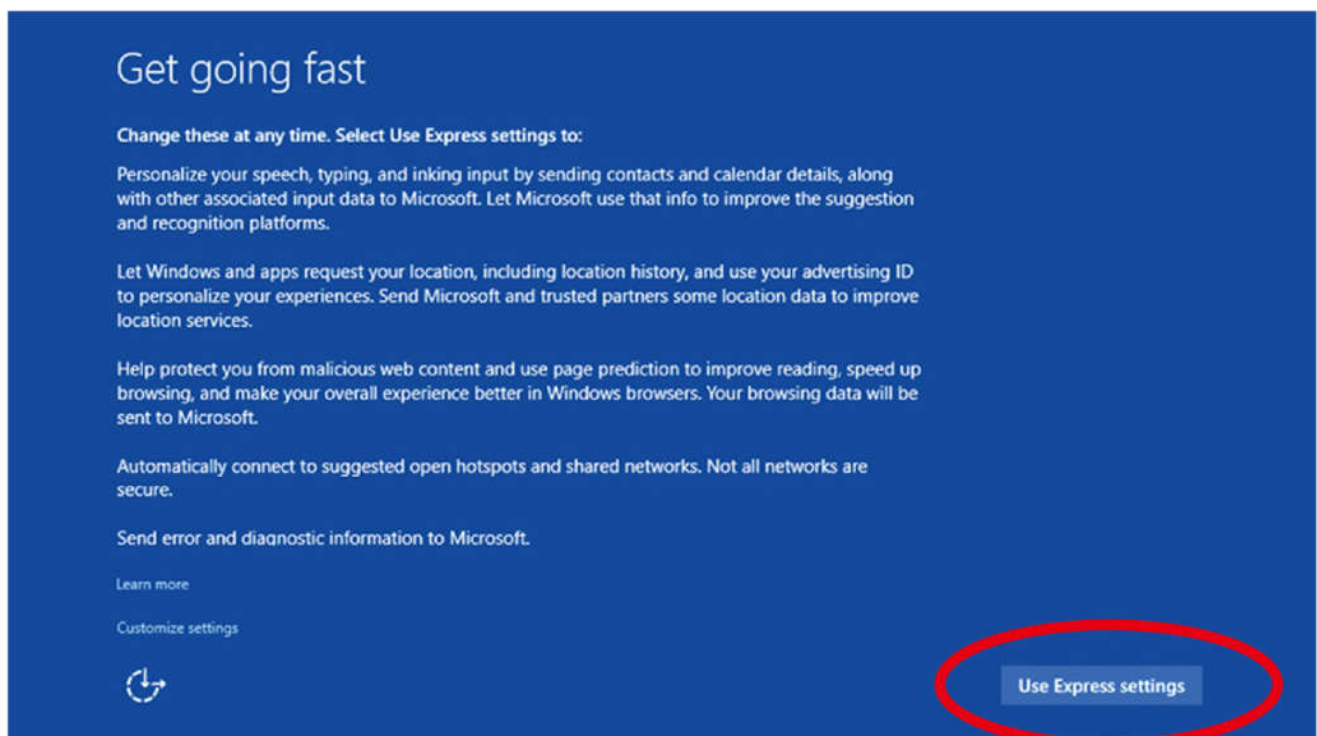 Get going fast
Change these at any time. Select Use Express settings to:
Personalize your speech, typing, and inking input by sending contacts and calendar details, along
with other associated input data to Microsoft. Let Microsoft use that info to improve the suggestion
and recognition platforms.
Let Windows and apps request your location, including location history, and use your advertising ID
to personalize your experiences. Send Microsoft and trusted partners some location data to improve
location services.
Help protect you from malicious web content and use page prediction to improve reading, speed up
browsing, and make your overall experience better in Windows browsers. Your browsing data will be
sent to Microsoft.
Automatically connect to suggested open hotspots and shared networks. Not all networks are
secure.
Send error and diagnostic information to Microsoft.
Learn more
Customize settings
Use Express settings